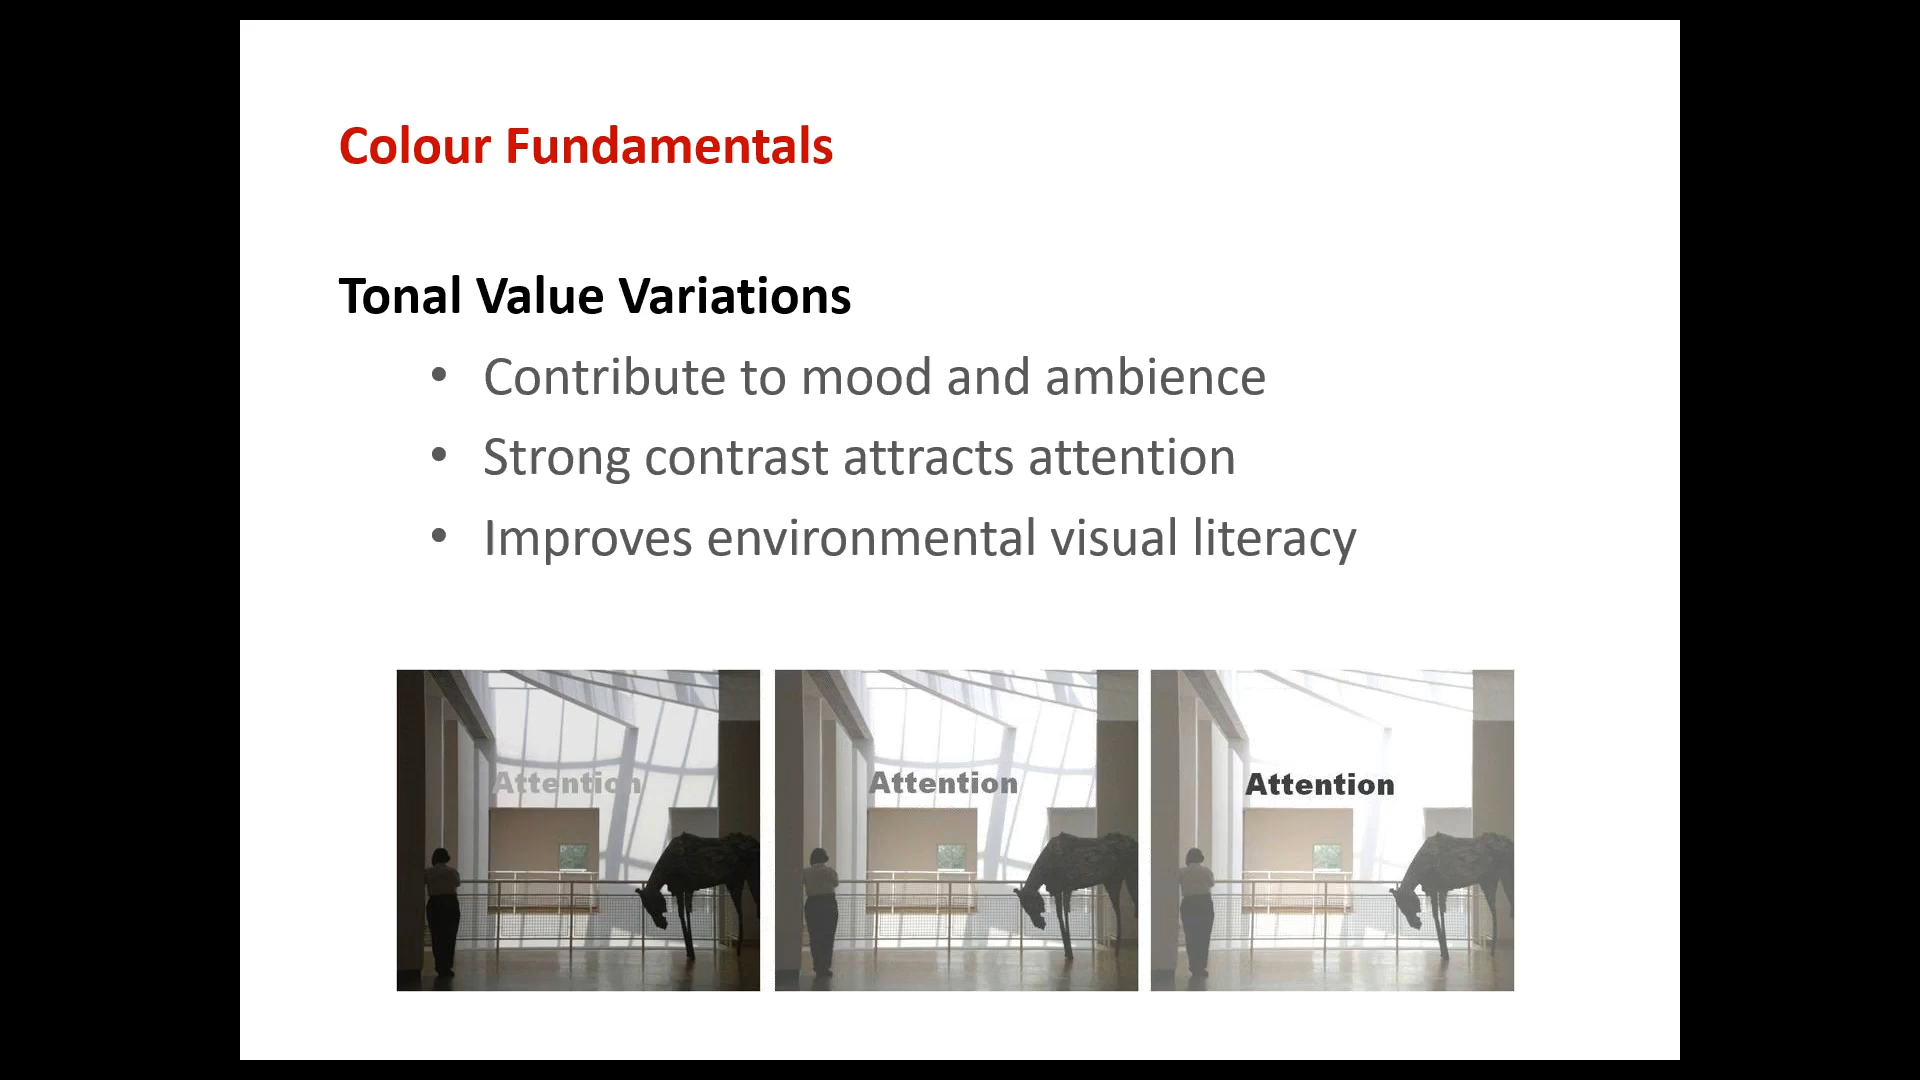 Colour Fundamentals
Tonal Value Variations
• Contribute to mood and ambience
• Strong contrast attracts attention
• Improves environmental visual literacy
Attention
Attention
Attention